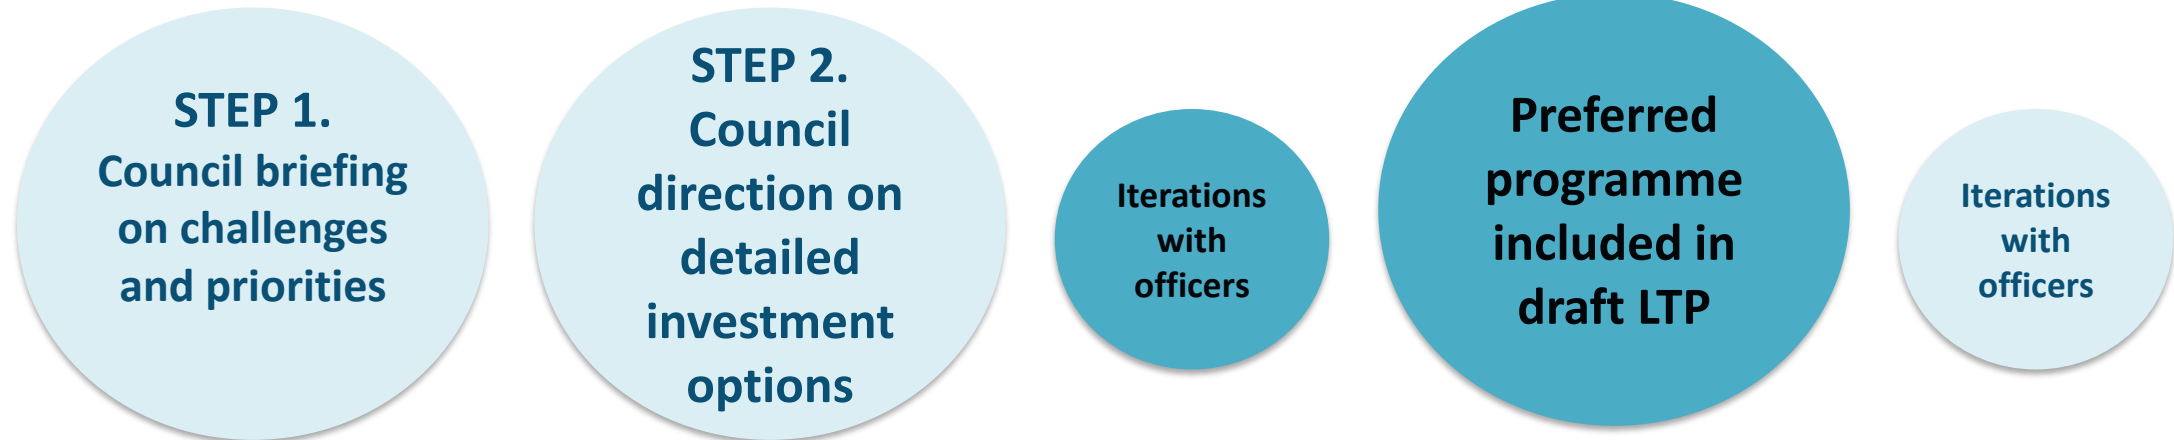 STEP 1.
Council briefing
on challenges
and priorities
STEP 2.
Council
direction on
detailed
investment
options
Iterations
with
officers
Preferred
programme
included in
draft LTP
Iterations
with
officers